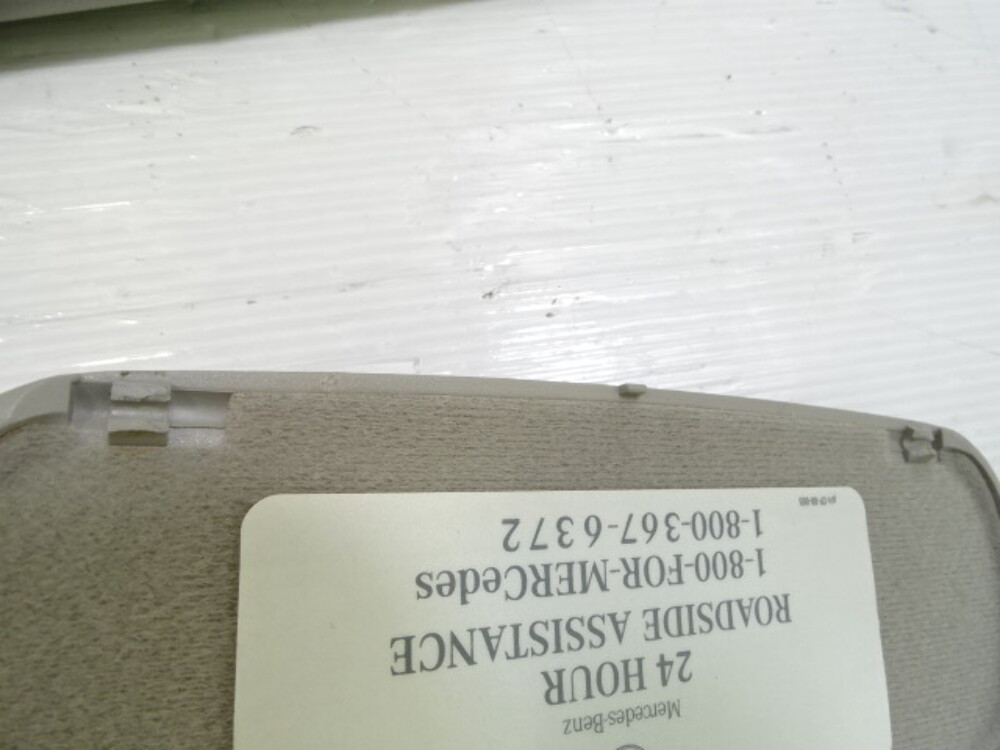 Mercedes-Benz
24 HOUR
ROADSIDE ASSISTANCE
1-800-FOR-MERCedes
1-800-367-6372